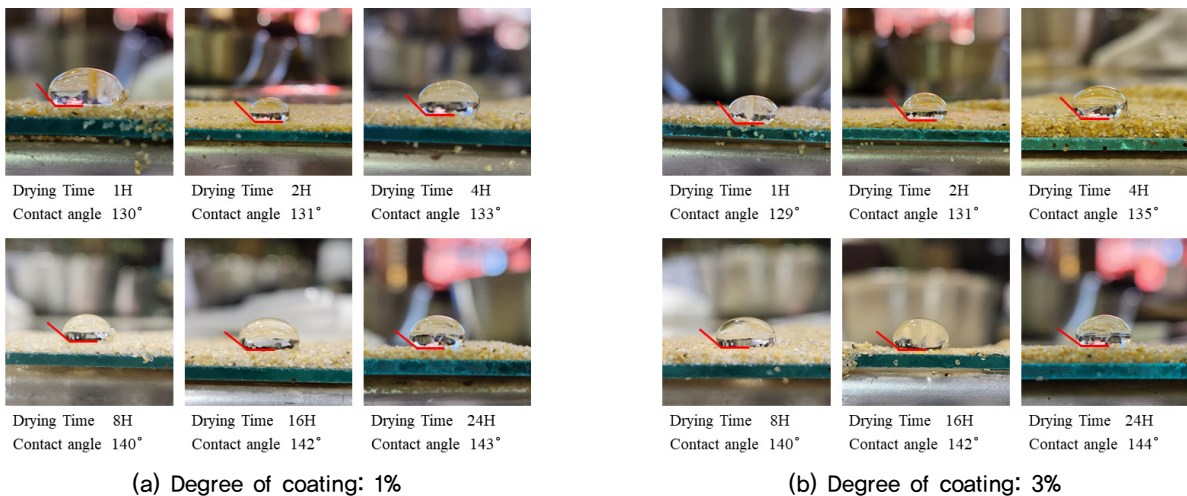 Drying Time 1H
Contact angle 130°
Drying Time 2H
Contact angle 131°
Drying Time 4H
Contact angle 133°
Drying Time 8H
Contact angle 140°
Drying Time 16H
Contact angle 142°
Drying Time 24H
Contact angle 143°
(a) Degree of coating: 1%
Drying Time 1H
Contact angle 129°
Drying Time 2H
Contact angle 131°
Drying Time 4H
Contact angle 135°
Drying Time 8H
Contact angle 140°
Drying Time 16H
Contact angle 142°
Drying Time 24H
Contact angle 144°
(b) Degree of coating: 3%